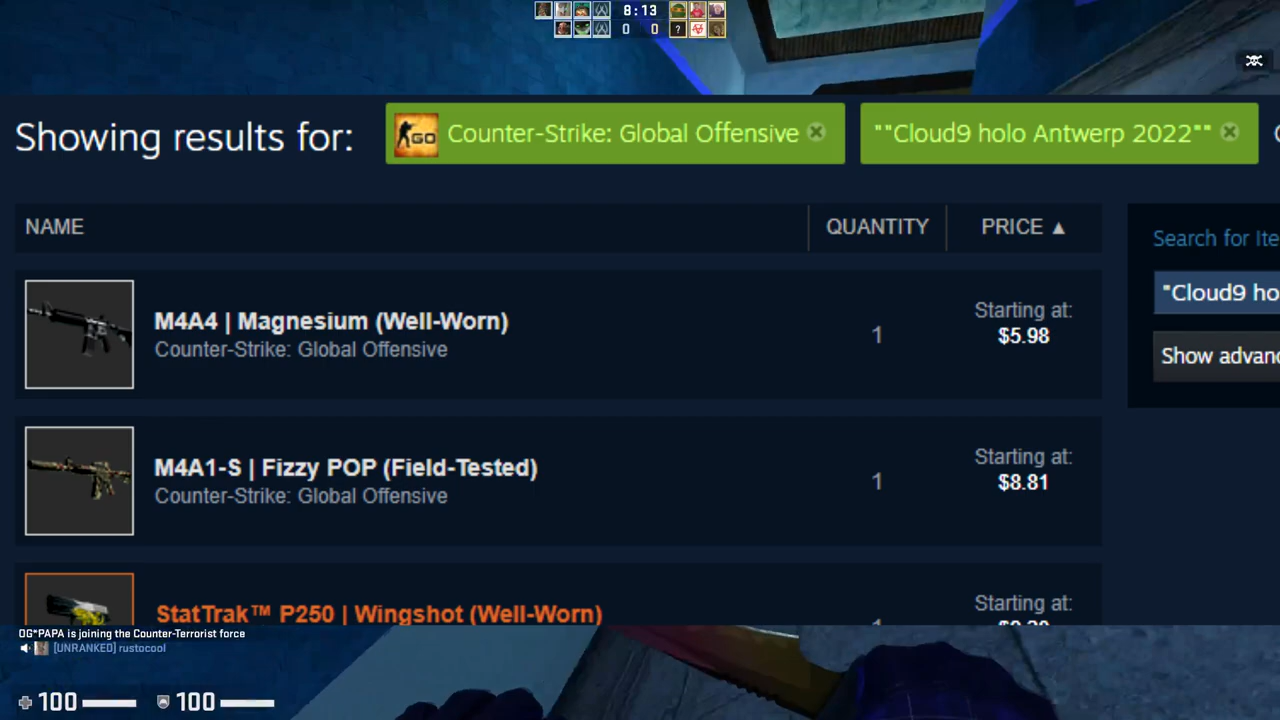 8:13
0 0
?
Showing results for: GO Counter-Strike: Global Offensive ""Cloud9 holo Antwerp 2022""
NAME QUANTITY PRICE ▲
Search for Ite
"Cloud9 ho
Show advanc
M4A4 | Magnesium (Well-Worn)
Counter-Strike: Global Offensive
1
Starting at:
$5.98
M4A1-S | Fizzy POP (Field-Tested)
Counter-Strike: Global Offensive
1
Starting at:
$8.81
StatTrak™ P250 | Wingshot (Well-Worn)
Starting at:
OG*PAPA is joining the Counter-Terrorist force
[UNRANKED] rustocool
100 100